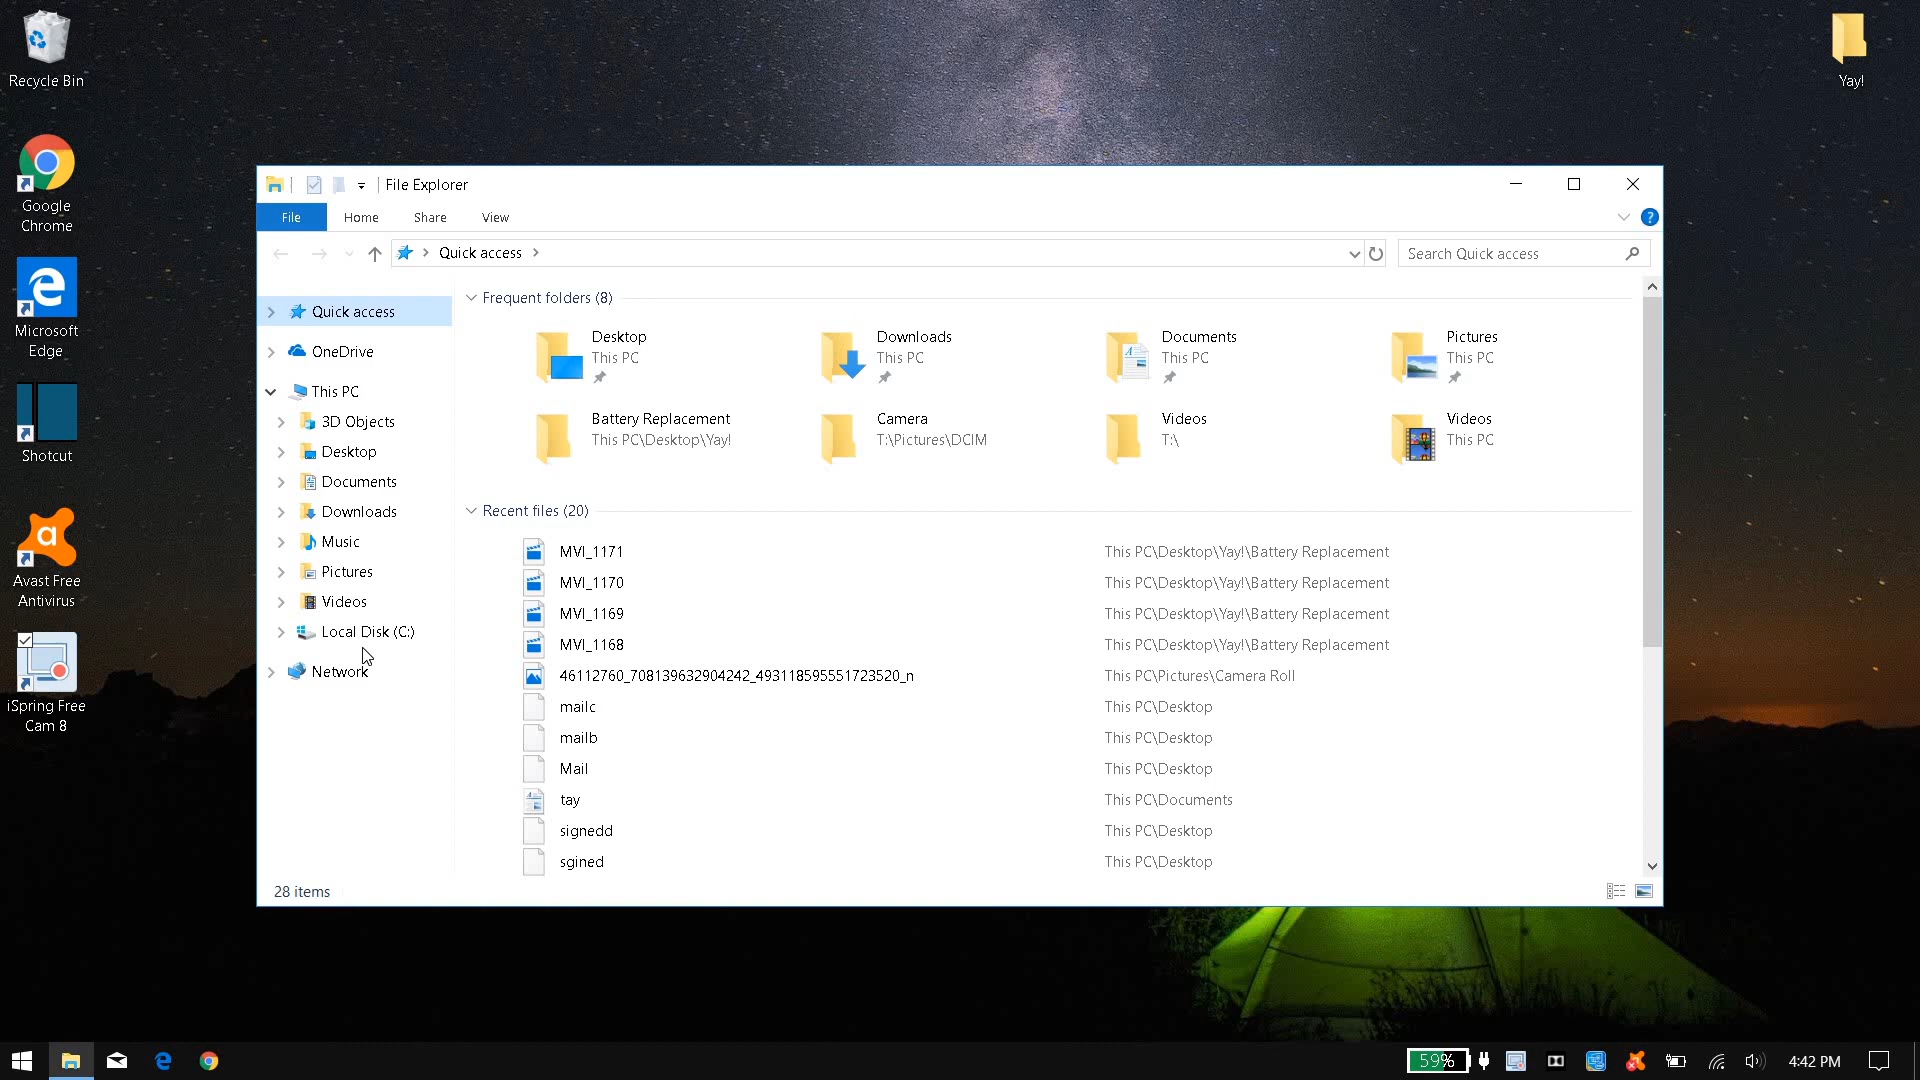 Recycle Bin
Yay!
Google
Chrome
Microsoft
Edge
Shotcut
Avast Free
Antivirus
iSpring Free
Cam 8
File Explorer
File Home Share View
?
Quick access
Search Quick access
Quick access
OneDrive
This PC
3D Objects
Desktop
Documents
Downloads
Music
Pictures
Videos
Local Disk (C:)
Network
Frequent folders (8)
Desktop
This PC
Downloads
This PC
Documents
This PC
Pictures
This PC
Battery Replacement
This PC\Desktop\Yay!
Camera
T:\Pictures\DCIM
Videos
T:\
Videos
This PC
Recent files (20)
MVI_1171 This PC\Desktop\Yay!\Battery Replacement
MVI_1170 This PC\Desktop\Yay!\Battery Replacement
MVI_1169 This PC\Desktop\Yay!\Battery Replacement
MVI_1168 This PC\Desktop\Yay!\Battery Replacement
46112760_708139632904242_493118595551723520_n This PC\Pictures\Camera Roll
mailc This PC\Desktop
mailb This PC\Desktop
Mail This PC\Desktop
tay This PC\Documents
signedd This PC\Desktop
sgined This PC\Desktop
28 items
59%
4:42 PM